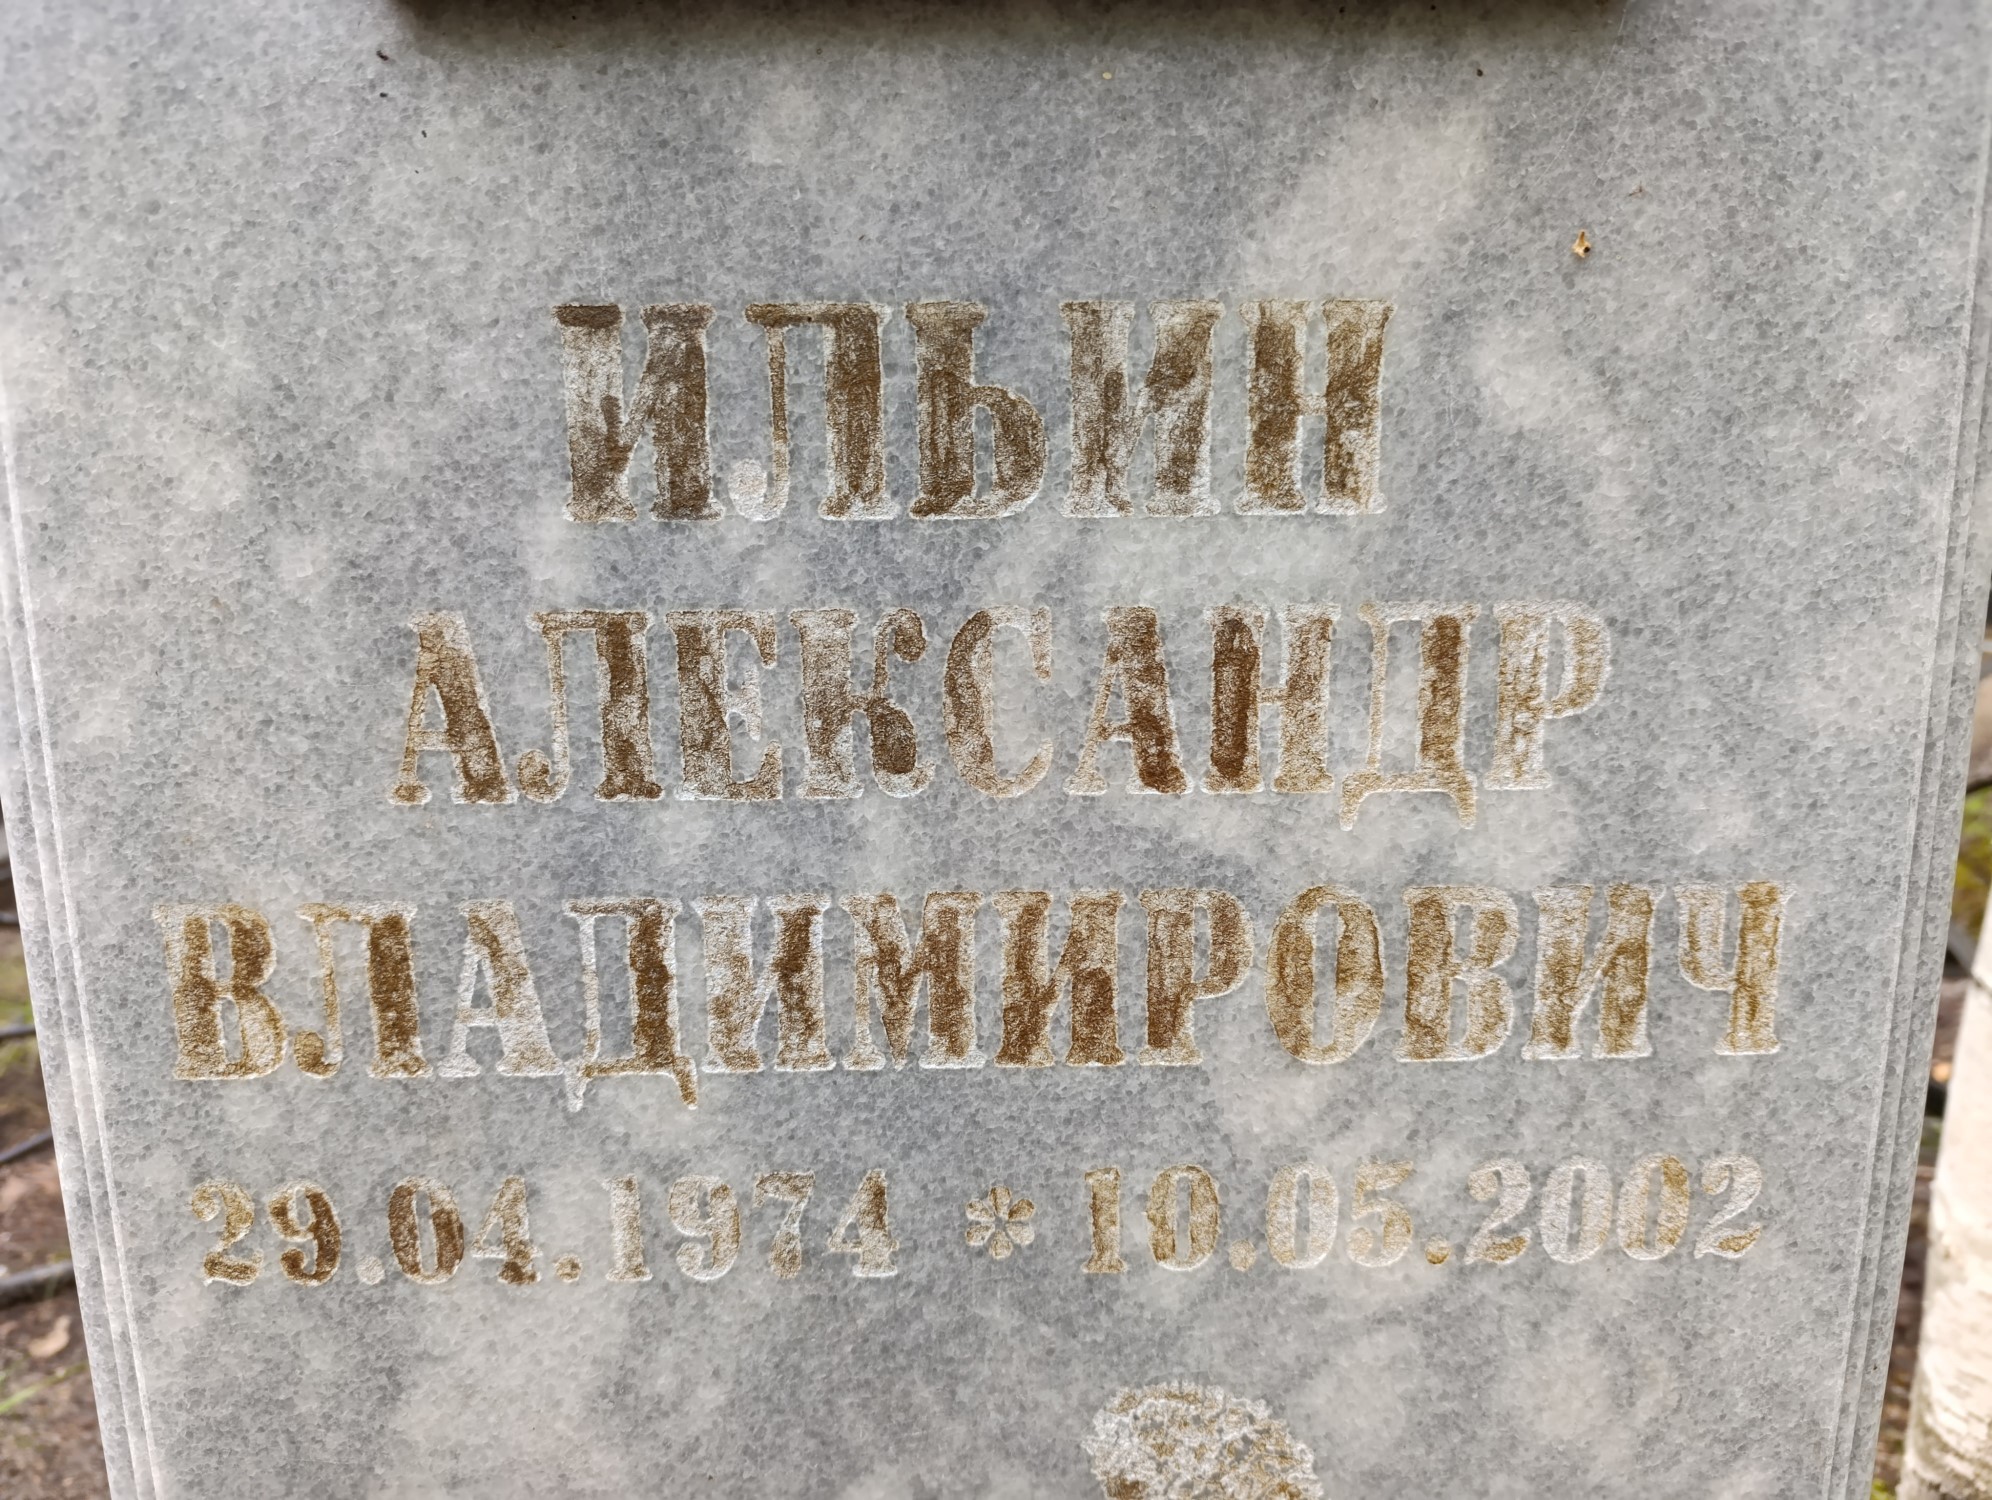 ИЛЬИН
АЛЕКСАНДР
ВЛАДИМИРОВИЧ
29.04.1974 * 10.05.2002